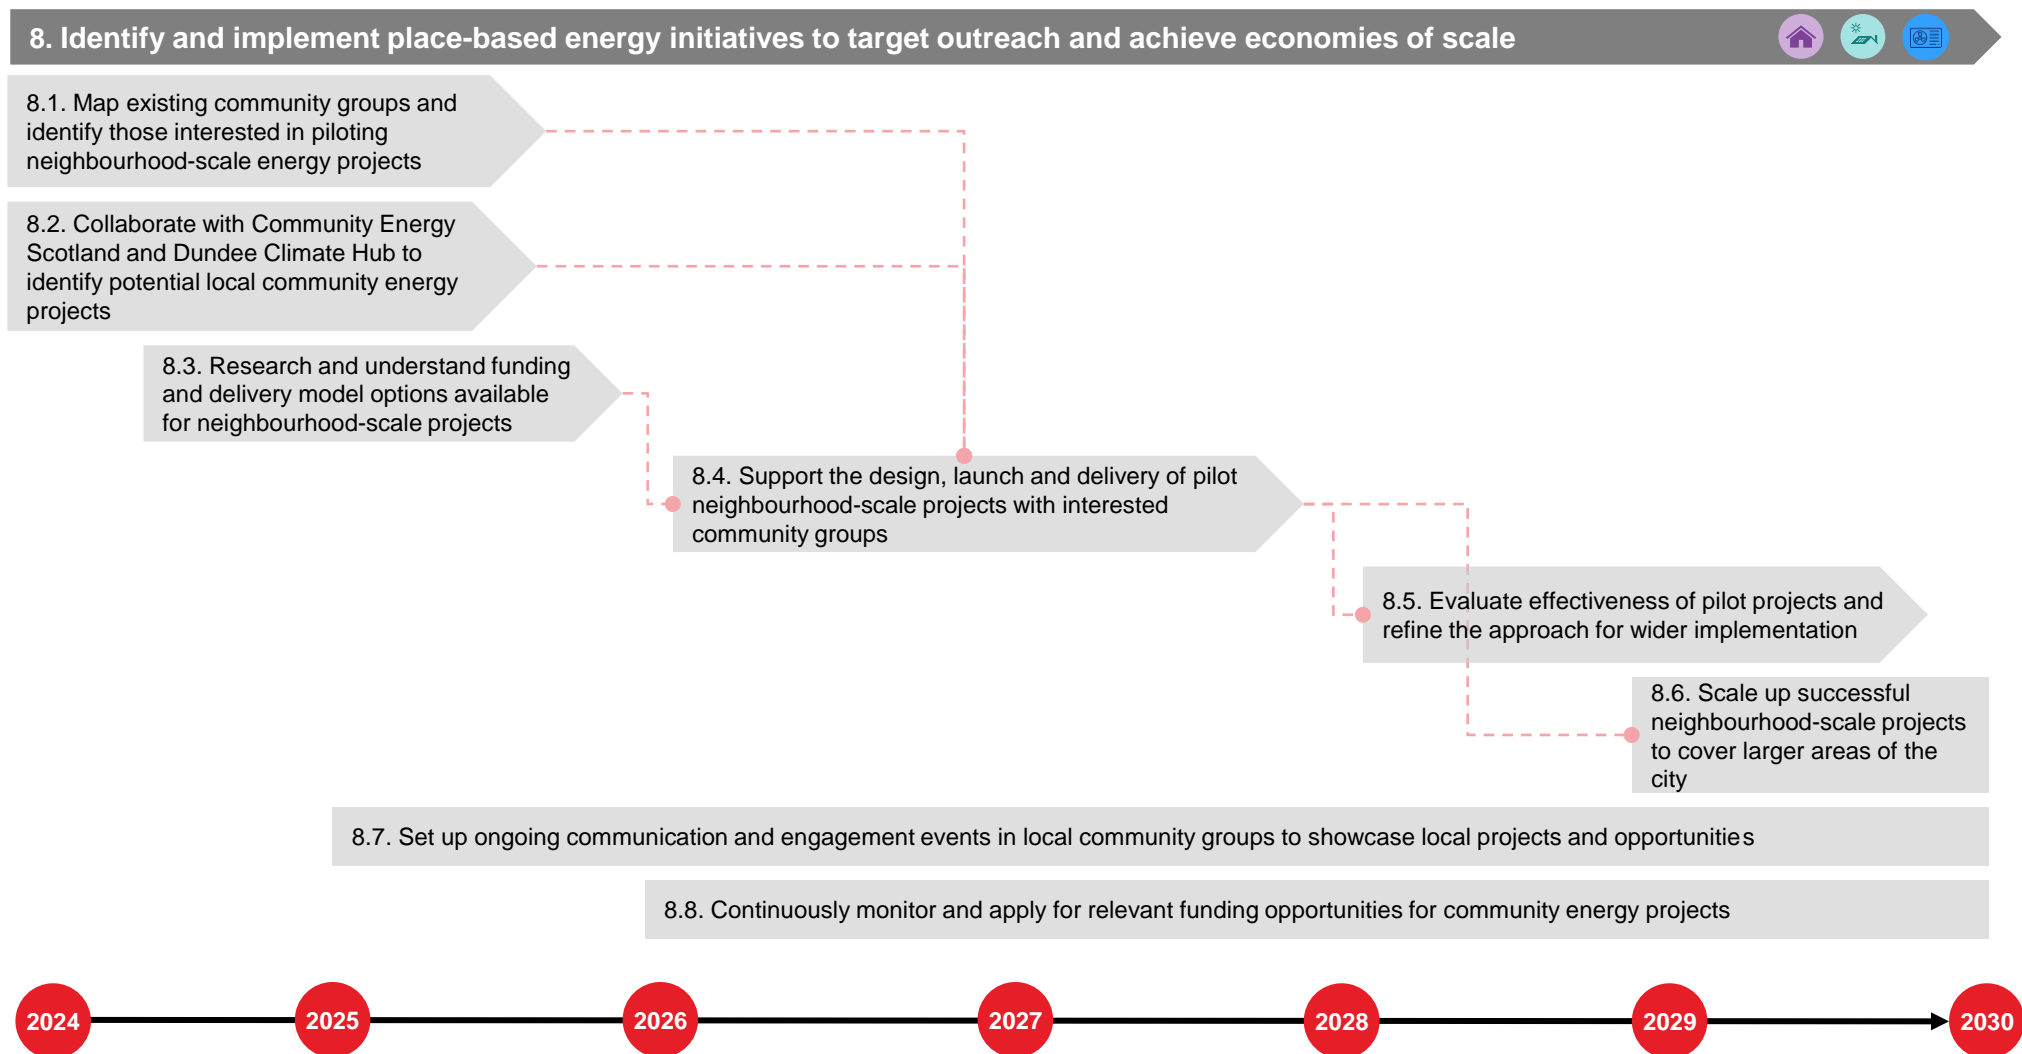 8. Identify and implement place-based energy initiatives to target outreach and achieve economies of scale
8.1. Map existing community groups and
identify those interested in piloting
neighbourhood-scale energy projects
8.2. Collaborate with Community Energy
Scotland and Dundee Climate Hub to
identify potential local community energy
projects
8.3. Research and understand funding
and delivery model options available
for neighbourhood-scale projects
8.4. Support the design, launch and delivery of pilot
neighbourhood-scale projects with interested
community groups
8.5. Evaluate effectiveness of pilot projects and
refine the approach for wider implementation
8.6. Scale up successful
neighbourhood-scale projects
to cover larger areas of the
city
8.7. Set up ongoing communication and engagement events in local community groups to showcase local projects and opportunities
8.8. Continuously monitor and apply for relevant funding opportunities for community energy projects
2024
2025
2026
2027
2028
2029
2030